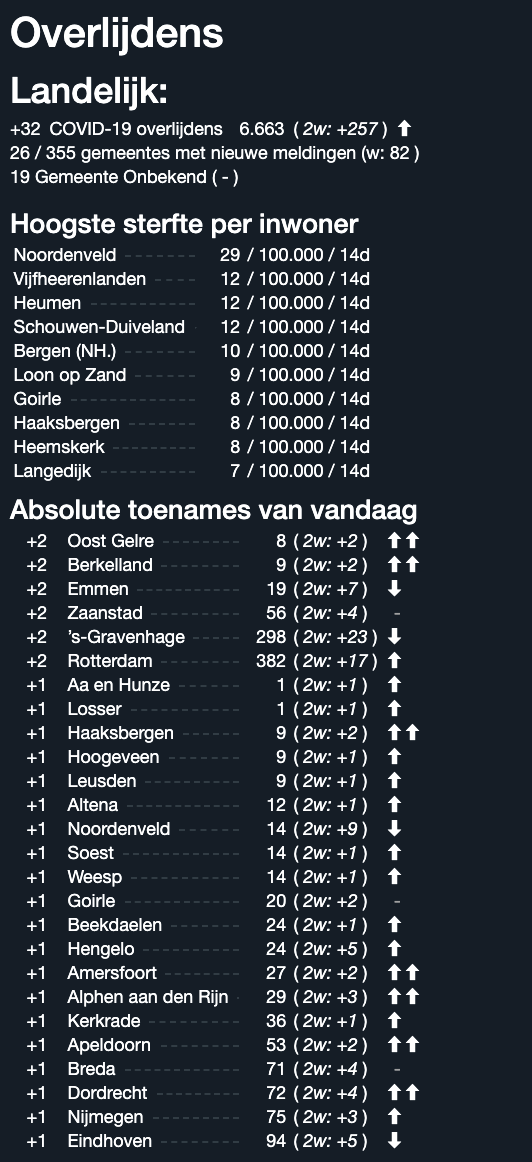 Overlijdens
Landelijk:
+32 COVID-19 overlijdens 6.663 ( 2w: +257 ) ⬆
26 / 355 gemeentes met nieuwe meldingen (w: 82 )
19 Gemeente Onbekend ( - )
Hoogste sterfte per inwoner
Noordenveld 29 / 100.000 / 14d
Vijfheerenlanden 12 / 100.000 / 14d
Heumen 12 / 100.000 / 14d
Schouwen-Duiveland 12 / 100.000 / 14d
Bergen (NH.) 10 / 100.000 / 14d
Loon op Zand 9 / 100.000 / 14d
Goirle 8 / 100.000 / 14d
Haaksbergen 8 / 100.000 / 14d
Heemskerk 8 / 100.000 / 14d
Langedijk 7 / 100.000 / 14d
Absolute toenames van vandaag
+2 Oost Gelre 8 ( 2w: +2 ) ⬆⬆
+2 Berkelland 9 ( 2w: +2 ) ⬆⬆
+2 Emmen 19 ( 2w: +7 ) ⬇
+2 Zaanstad 56 ( 2w: +4 ) -
+2 's-Gravenhage 298 ( 2w: +23 ) ⬇
+2 Rotterdam 382 ( 2w: +17 ) ⬆
+1 Aa en Hunze 1 ( 2w: +1 ) ⬆
+1 Losser 1 ( 2w: +1 ) ⬆
+1 Haaksbergen 9 ( 2w: +2 ) ⬆⬆
+1 Hoogeveen 9 ( 2w: +1 ) ⬆
+1 Leusden 9 ( 2w: +1 ) ⬆
+1 Altena 12 ( 2w: +1 ) ⬆
+1 Noordenveld 14 ( 2w: +9 ) ⬇
+1 Soest 14 ( 2w: +1 ) ⬆
+1 Weesp 14 ( 2w: +1 ) ⬆
+1 Goirle 20 ( 2w: +2 ) -
+1 Beekdaelen 24 ( 2w: +1 ) ⬆
+1 Hengelo 24 ( 2w: +5 ) ⬆
+1 Amersfoort 27 ( 2w: +2 ) ⬆⬆
+1 Alphen aan den Rijn 29 ( 2w: +3 ) ⬆⬆
+1 Kerkrade 36 ( 2w: +1 ) ⬆
+1 Apeldoorn 53 ( 2w: +2 ) ⬆⬆
+1 Breda 71 ( 2w: +4 ) -
+1 Dordrecht 72 ( 2w: +4 ) ⬆⬆
+1 Nijmegen 75 ( 2w: +3 ) ⬆
+1 Eindhoven 94 ( 2w: +5 ) ⬇